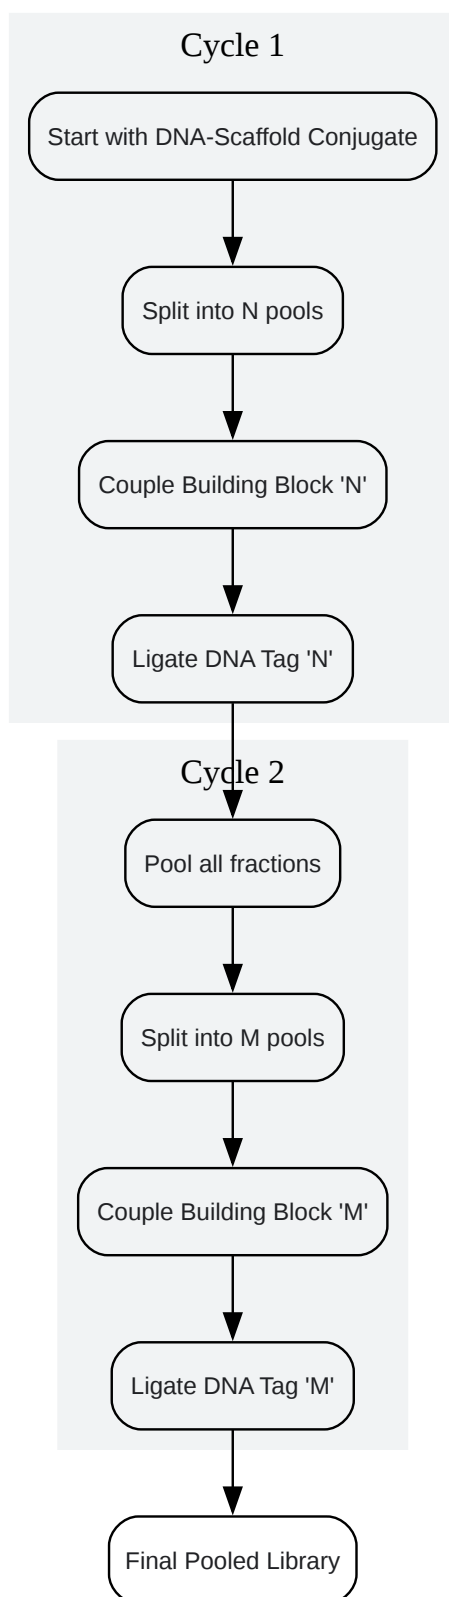 Cycle 1
Start with DNA-Scaffold Conjugate
Split into N pools
Couple Building Block 'N'
Ligate DNA Tag 'N'
Cycle 2
Pool all fractions
Split into M pools
Couple Building Block 'M'
Ligate DNA Tag 'M'
Final Pooled Library